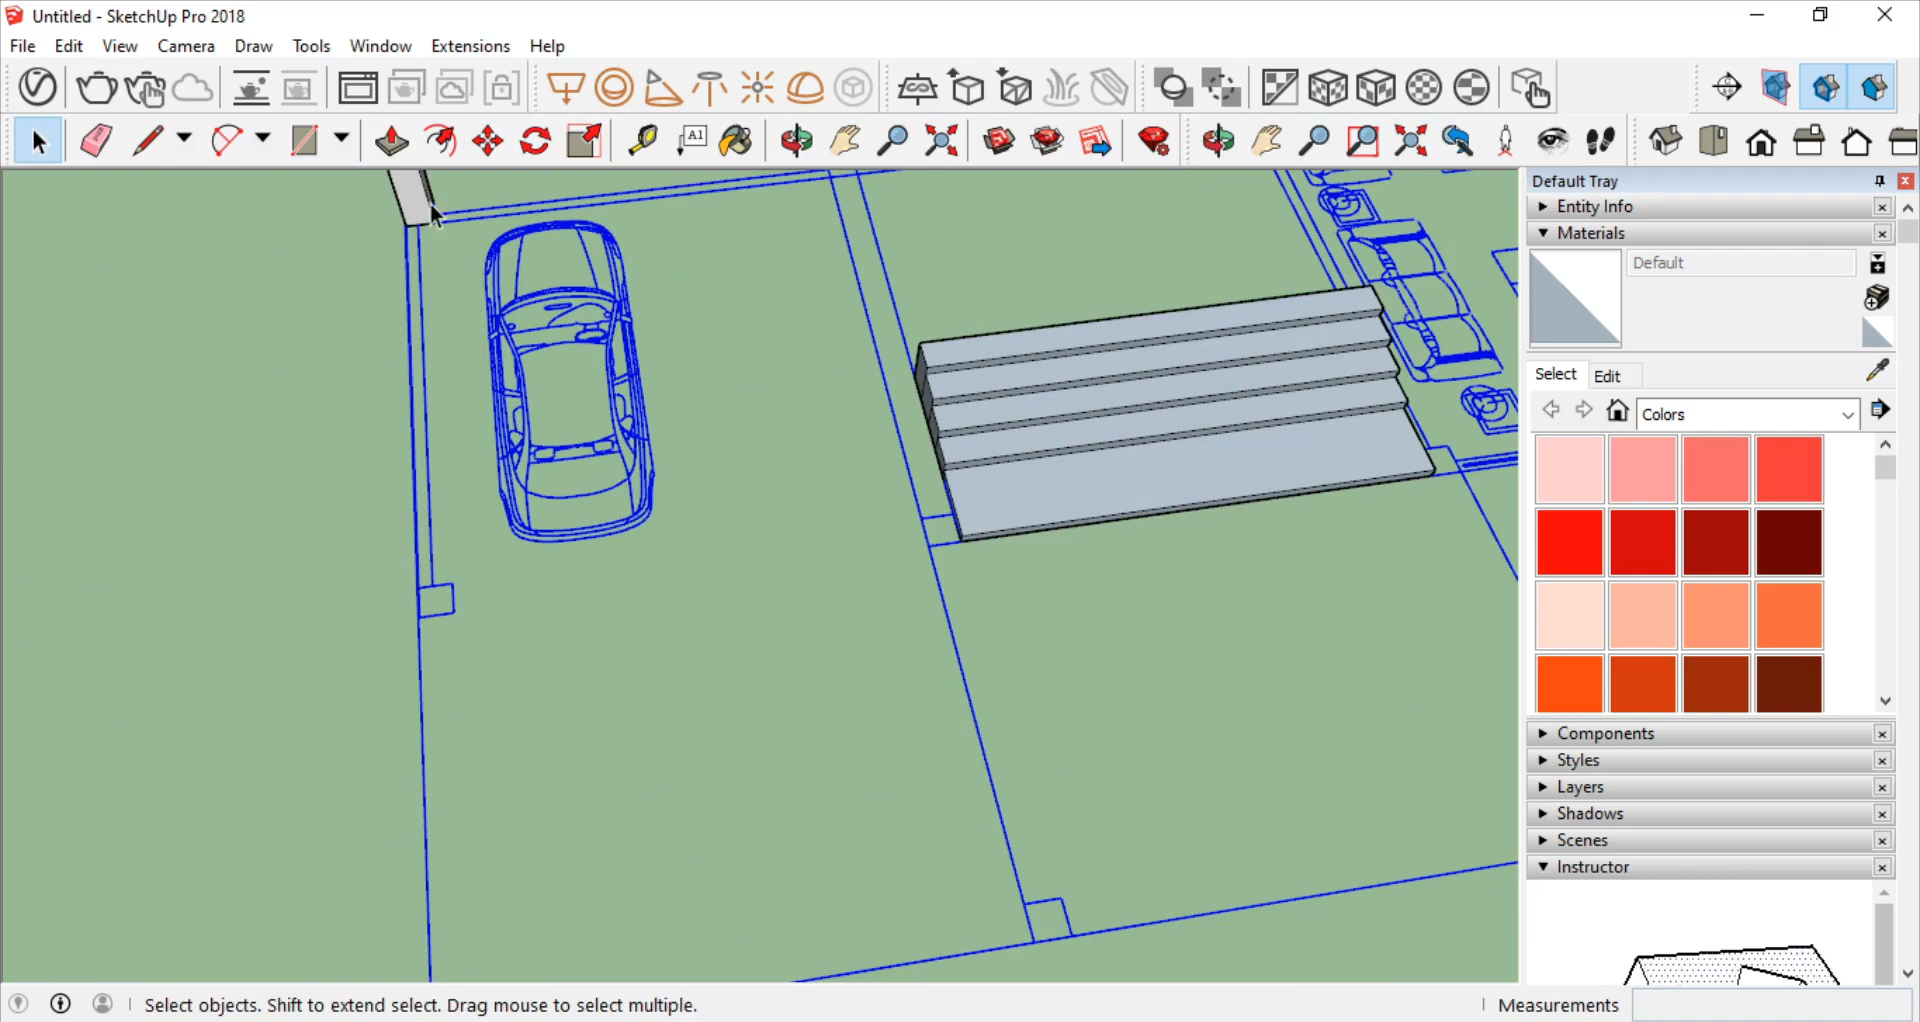 Untitled - SketchUp Pro 2018
File Edit View Camera Draw Tools Window Extensions Help
A1
Default Tray
Entity Info
Materials
Default
Select Edit
Colors
Components
Styles
Layers
Shadows
Scenes
Instructor
Select objects. Shift to extend select. Drag mouse to select multiple.
Measurements